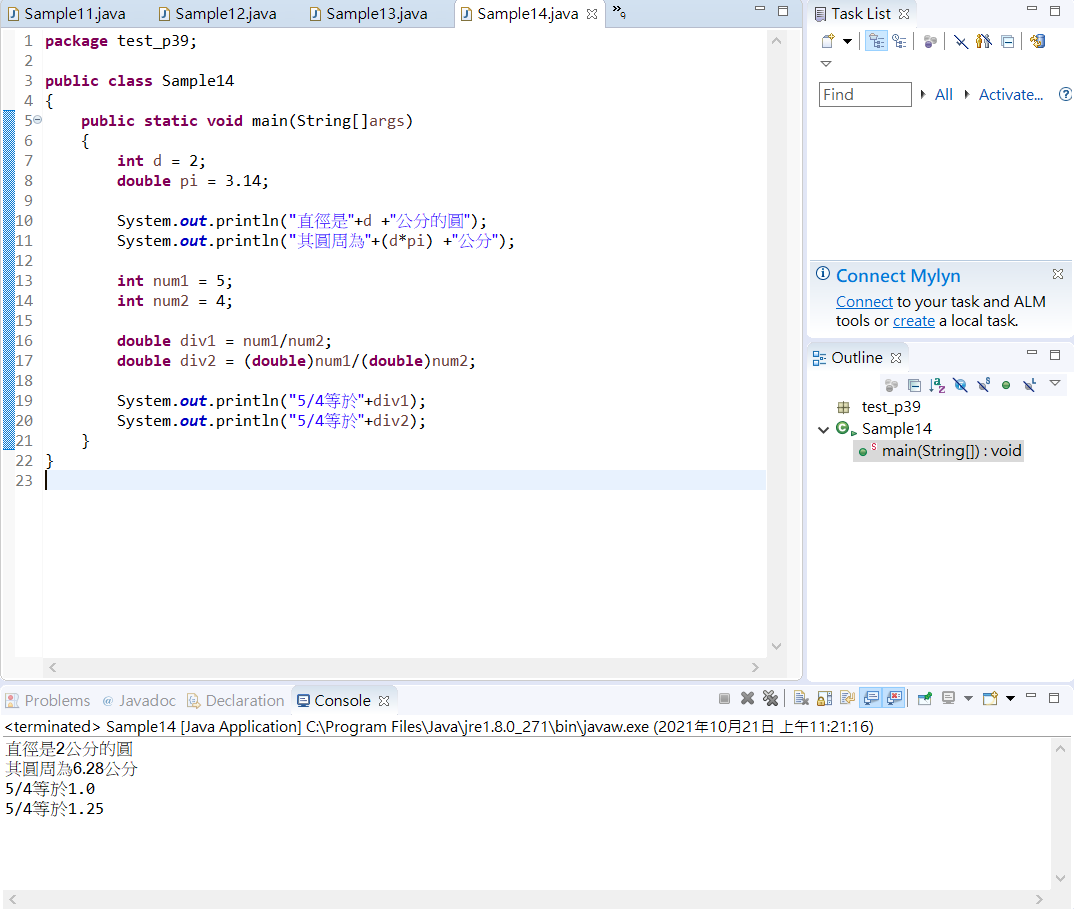 Sample11.java Sample12.java Sample13.java Sample14.java »9
1 package test_p39;
2
3 public class Sample14
4 {
5 public static void main(String[]args)
6 {
7 int d = 2;
8 double pi = 3.14;
9
10 System.out.println("直徑是"+d +"公分的圓");
11 System.out.println("其圓周為"+(d*pi) +"公分");
12
13 int num1 = 5;
14 int num2 = 4;
15
16 double div1 = num1/num2;
17 double div2 = (double)num1/(double)num2;
18
19 System.out.println("5/4等於"+div1);
20 System.out.println("5/4等於"+div2);
21 }
22 }
23
Task List
Find All Activate...
Connect Mylyn
Connect to your task and ALM
tools or create a local task.
Outline
test_p39
Sample14
main(String[]) : void
Problems @ Javadoc Declaration Console
<terminated> Sample14 [Java Application] C:\Program Files\Java\jre1.8.0_271\bin\javaw.exe (2021年10月21日 上午11:21:16)
直徑是2公分的圓
其圓周為6.28公分
5/4等於1.0
5/4等於1.25